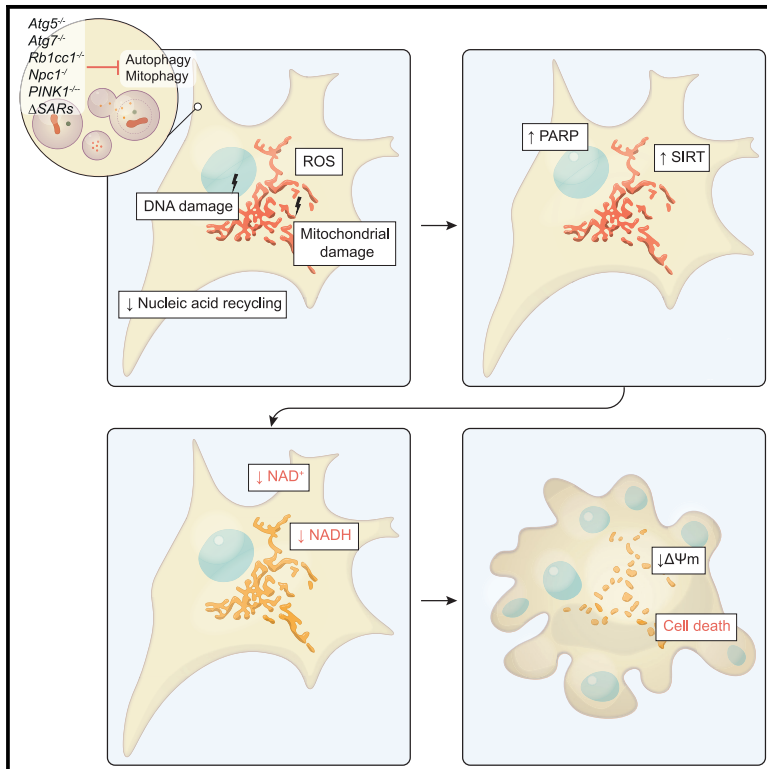 Atg5⁻/⁻
Atg7⁻/⁻
Rb1cc1⁻/⁻
Npc1⁻/
PINK1⁻/⁻
ΔSARs
Autophagy
Mitophagy
ROS
DNA damage
Mitochondrial
damage
↓ Nucleic acid recycling
↑ PARP
↑ SIRT
↓ NAD⁺
↓ NADH
↓ΔΨm
Cell death